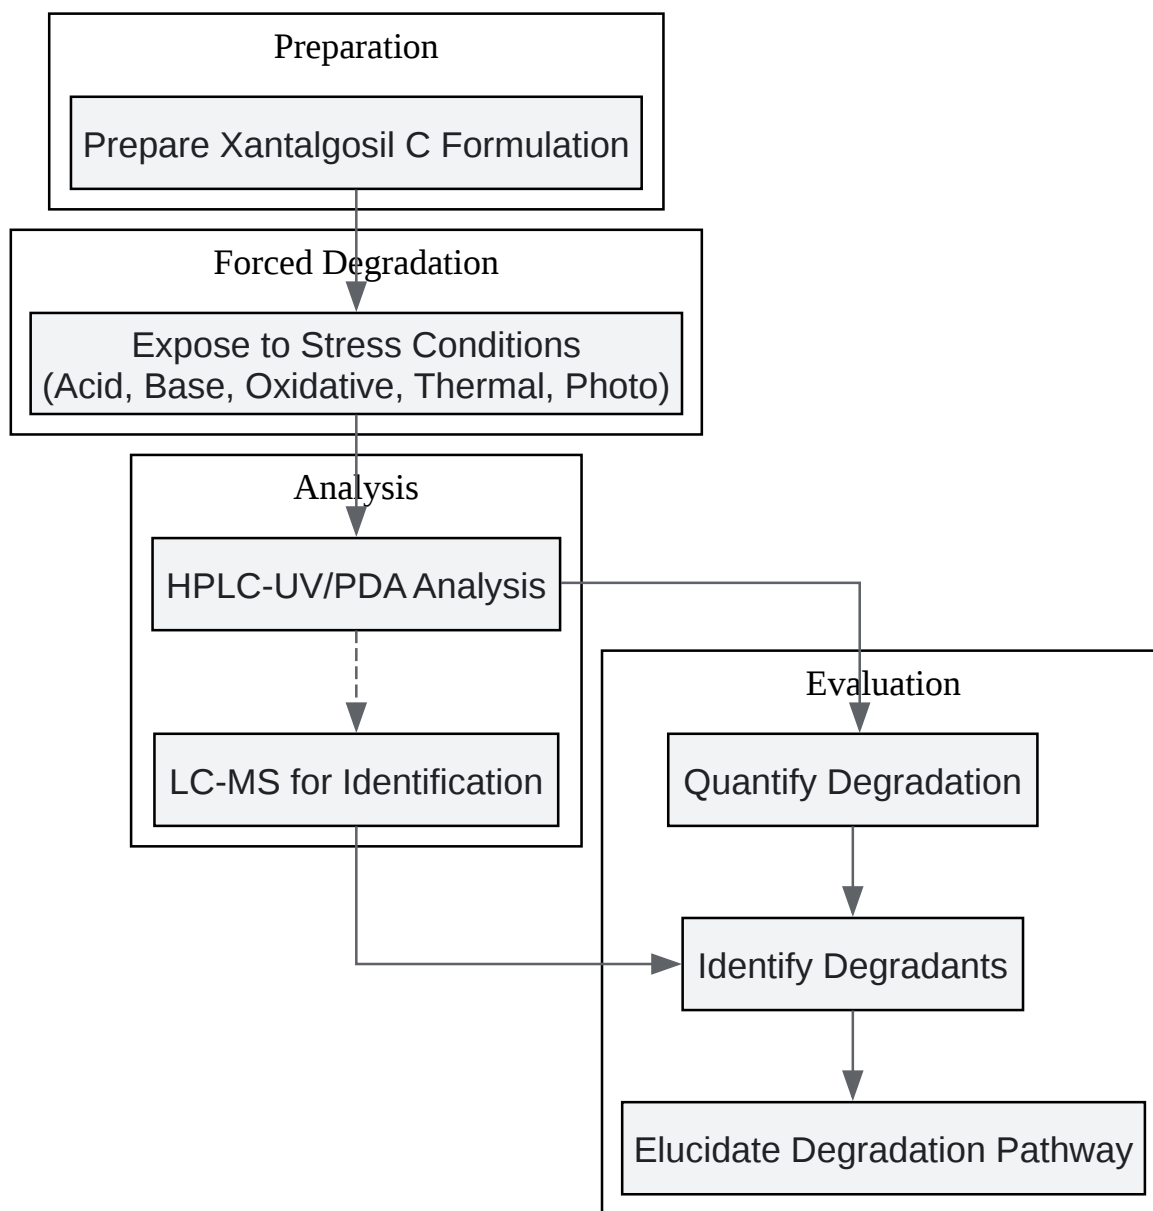 Preparation
Prepare Xantalgosil C Formulation
Forced Degradation
Expose to Stress Conditions
(Acid, Base, Oxidative, Thermal, Photo)
Analysis
HPLC-UV/PDA Analysis
LC-MS for Identification
Evaluation
Quantify Degradation
Identify Degradants
Elucidate Degradation Pathway